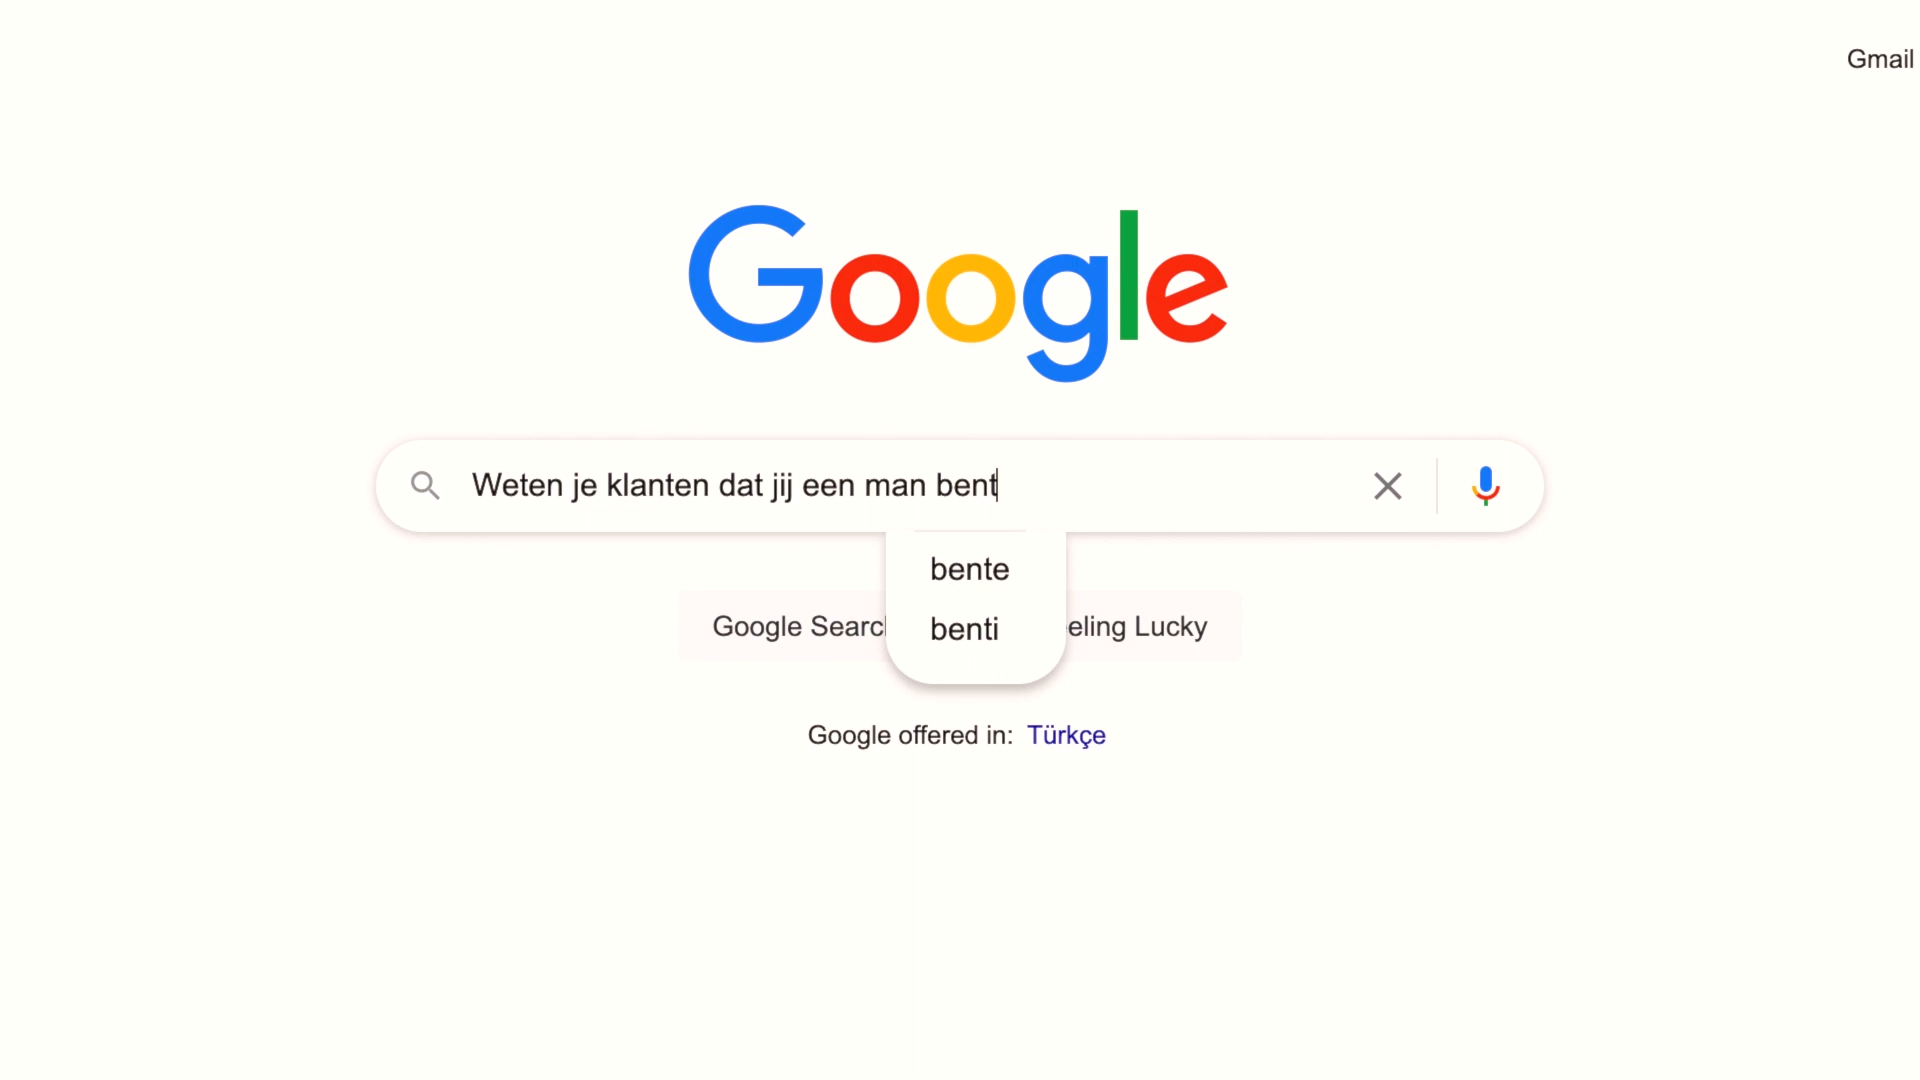 Gmail
Google
Weten je klanten dat jij een man bent
bente
benti
Google Search
eling Lucky
Google offered in: Türkçe